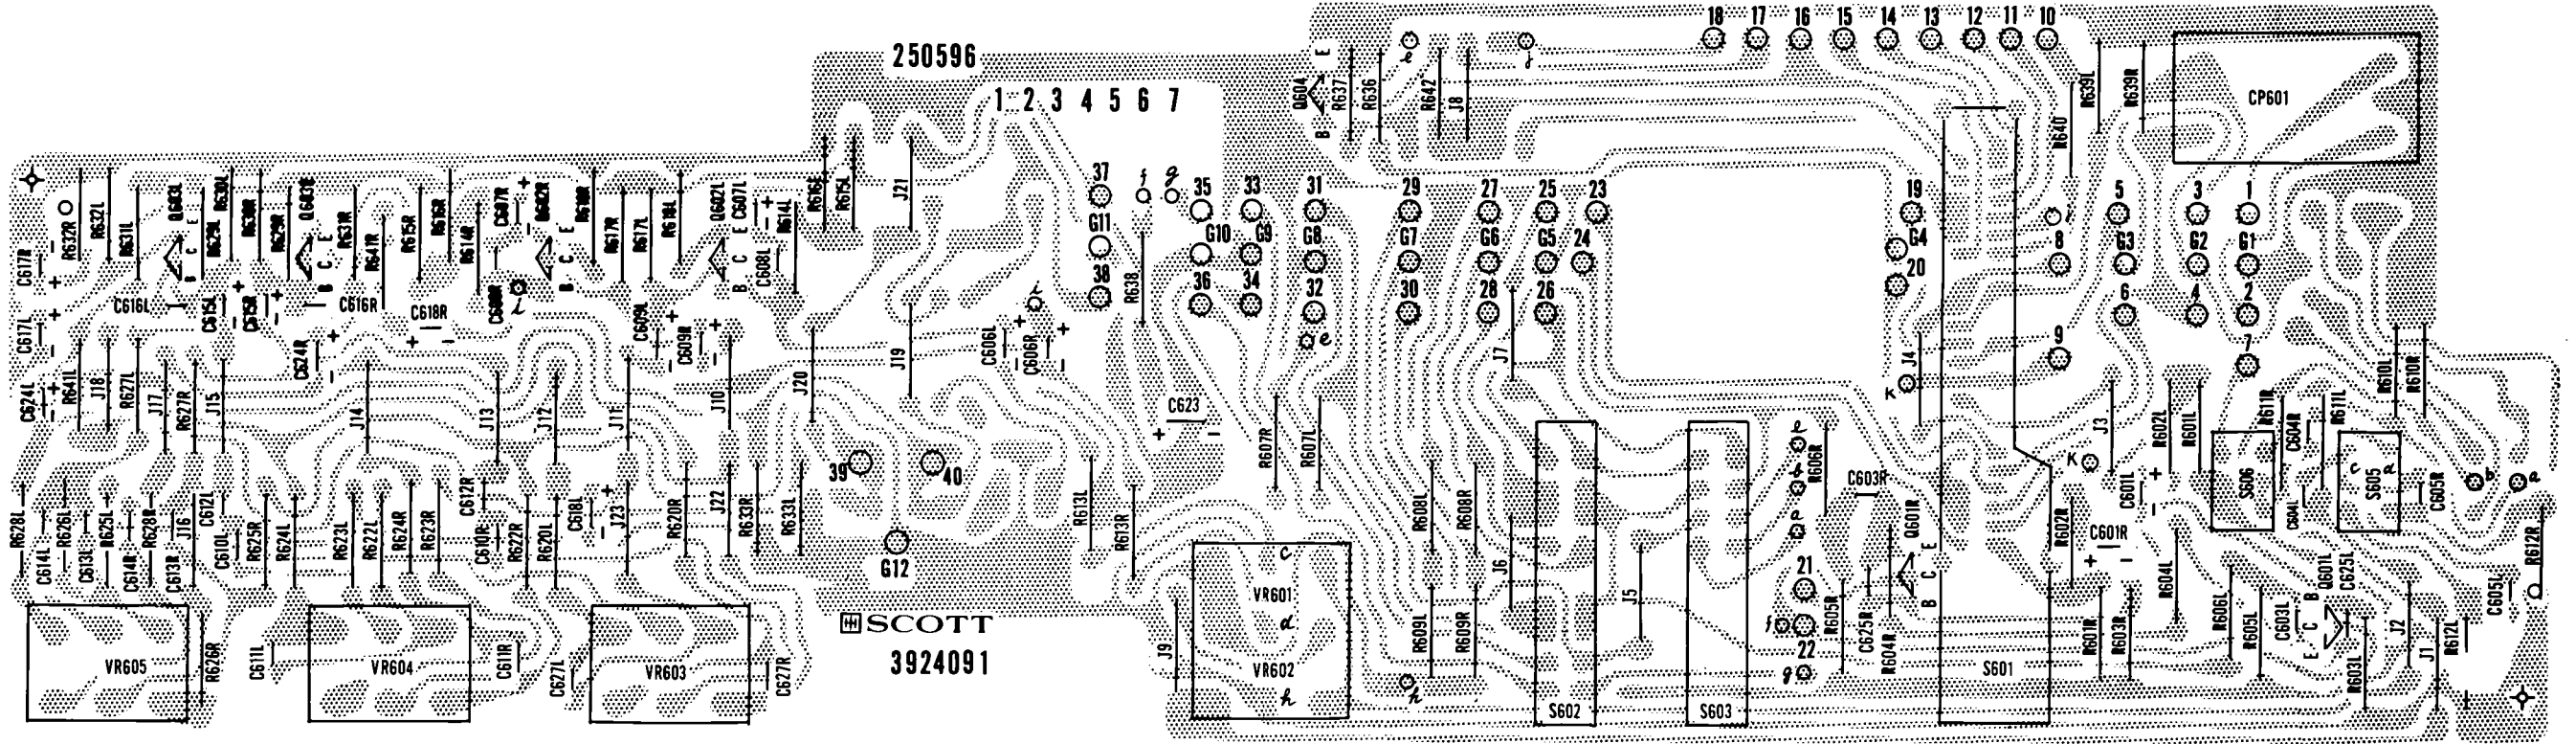 250596
1 2 3 4 5 6 7
18 17 16 15 14 13 12 11 10
Q604
E
B
R637
R636
e
R642
J8
j
R640
R639L
R639R
CP601
C617R
- +
R632R
R632L
R631L
Q603L
B C E
R629L
R630L
R630R
R629R
Q603R
B C E
R631R
R641R
R615R
R616R
R614R
C607R
+ -
C608R
Q602R
B C E
R618R
R617R
R617L
R618L
Q602L
B C E
C607L
- +
C608L
R614L
R616L
R615L
J21
37
G11
38
f
g
R638
35
G10
36
33
G9
34
31
G8
32
e
29
G7
30
27
G6
28
25
G5
26
23
24
19
G4
20
8
9
5
G3
6
3
G2
4
1
G1
2
7
C616L
C615L
C615R
C616R
C618R
+ -
C617L
+ -
C624R
+ -
C624L
- +
R641L
J18
R627L
J17
R627R
J15
J14
J13
J12
J11
C609L
+ -
C609R
+ -
J10
J20
J19
C606L
+ -
C606R
+ -
i
C623
+ -
R607R
R607L
J7
J4
K
J3
K
R602L
R601L
R611R
C604R
R611L
R610L
R610R
39
40
G12
R628L
C614L
R626L
C613L
R625L
C614R
R628R
C613R
J16
C612L
C610L
R625R
R624L
R623L
R622L
R624R
R623R
C612R
C610R
R622R
R620L
C618L
+ -
J23
R620R
J22
R633R
R633L
R613L
R613R
R608L
R608R
J6
J5
e
b
a
R606R
C603R
Q601R
B C E
R602R
C601L
+ -
C601R
+ -
S606
C604L
S605
c d
C605R
b a
R612R
C605L
21
f
22
g
R605R
C625R
R604R
R604L
R601R
R603R
R606L
R605L
C603L
Q601L
B C E
C625L
R603L
J2
J1
R612L
VR605
R626R
C611L
VR604
C611R
C627L
VR603
C627R
SCOTT
3924091
J9
c
VR601
d
VR602
h
R609L
R609R
h
S602
S603
S601